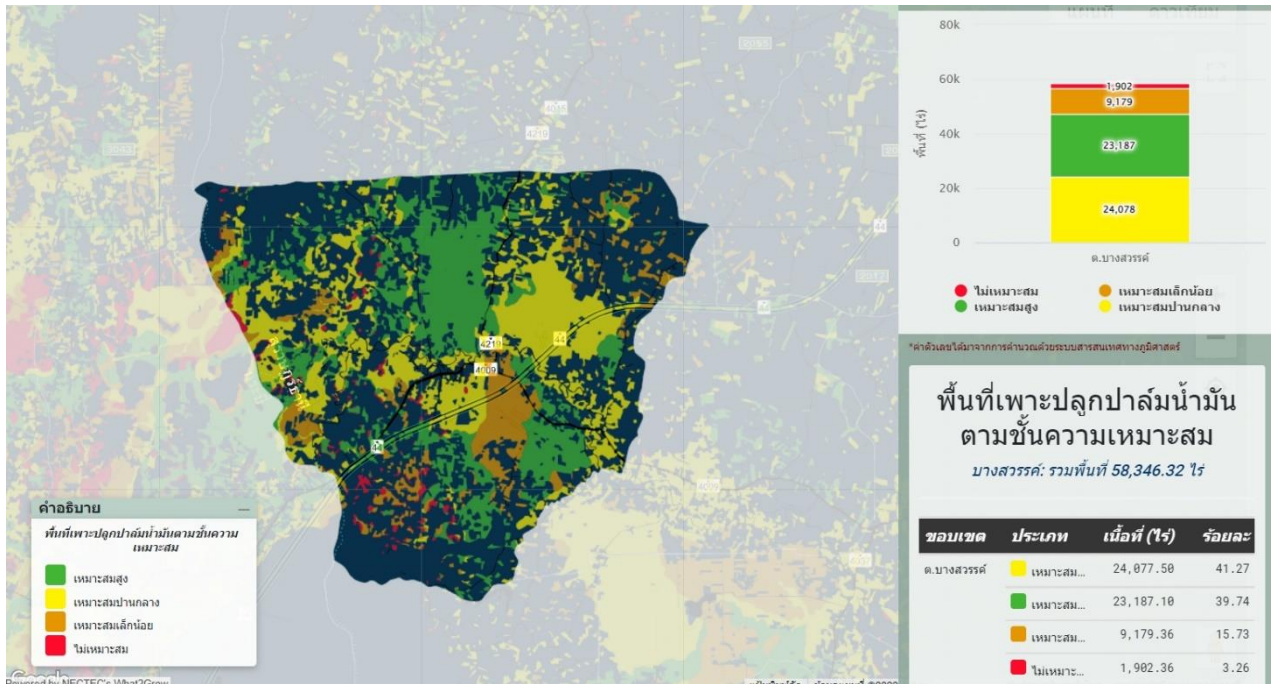 แผนที่ ดาวเทียม
80k
60k
40k
20k
0
พื้นที่ (ไร่)
1,902
9,179
23,187
24,078
ต.บางสวรรค์
ไม่เหมาะสม
เหมาะสมเล็กน้อย
เหมาะสมสูง
เหมาะสมปานกลาง
*ค่าตัวเลขได้มาจากการคำนวณด้วยระบบสารสนเทศทางภูมิศาสตร์
พื้นที่เพาะปลูกปาล์มน้ำมัน
ตามชั้นความเหมาะสม
บางสวรรค์: รวมพื้นที่ 58,346.32 ไร่
ขอบเขต ประเภท เนื้อที่ (ไร่) ร้อยละ
ต.บางสวรรค์ เหมาะสม... 24,077.50 41.27
เหมาะสม... 23,187.10 39.74
เหมาะสม... 9,179.36 15.73
ไม่เหมาะ... 1,902.36 3.26
4219
4219
4009
44
44
44
44
คำอธิบาย
พื้นที่เพาะปลูกปาล์มน้ำมันตามชั้นความ
เหมาะสม
เหมาะสมสูง
เหมาะสมปานกลาง
เหมาะสมเล็กน้อย
ไม่เหมาะสม
Google
Powered by NECTEC's What2Grow